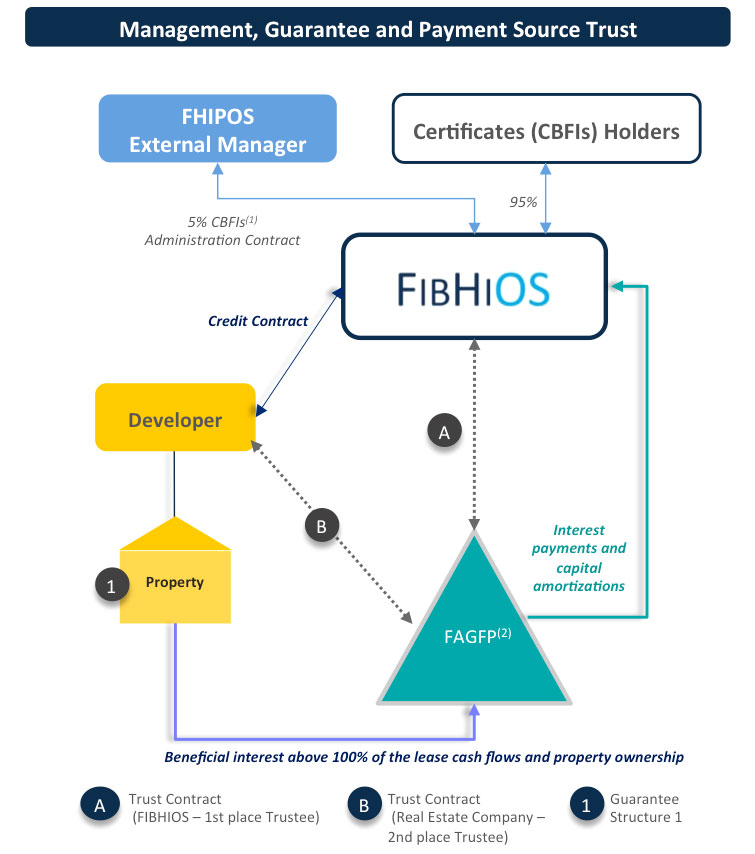 Management, Guarantee and Payment Source Trust
FHIPOS
External Manager
Certificates (CBFIs) Holders
5% CBFIs(1)
Administration Contract
95%
FIBHIOS
Credit Contract
Developer
A
B
Interest
payments and
capital
amortizations
Property
1
FAGFP(2)
Beneficial interest above 100% of the lease cash flows and property ownership
A
Trust Contract
(FIBHIOS – 1st place Trustee)
B
Trust Contract
(Real Estate Company –
2nd place Trustee)
1
Guarantee
Structure 1